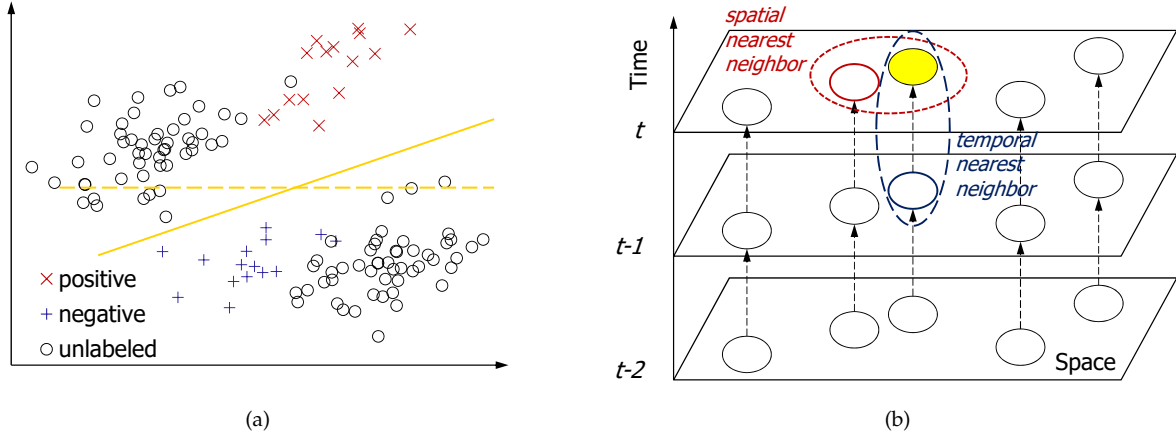 positive
negative
unlabeled
(a)
Time
spatial
nearest
neighbor
t
temporal
nearest
neighbor
t-1
t-2
Space
(b)